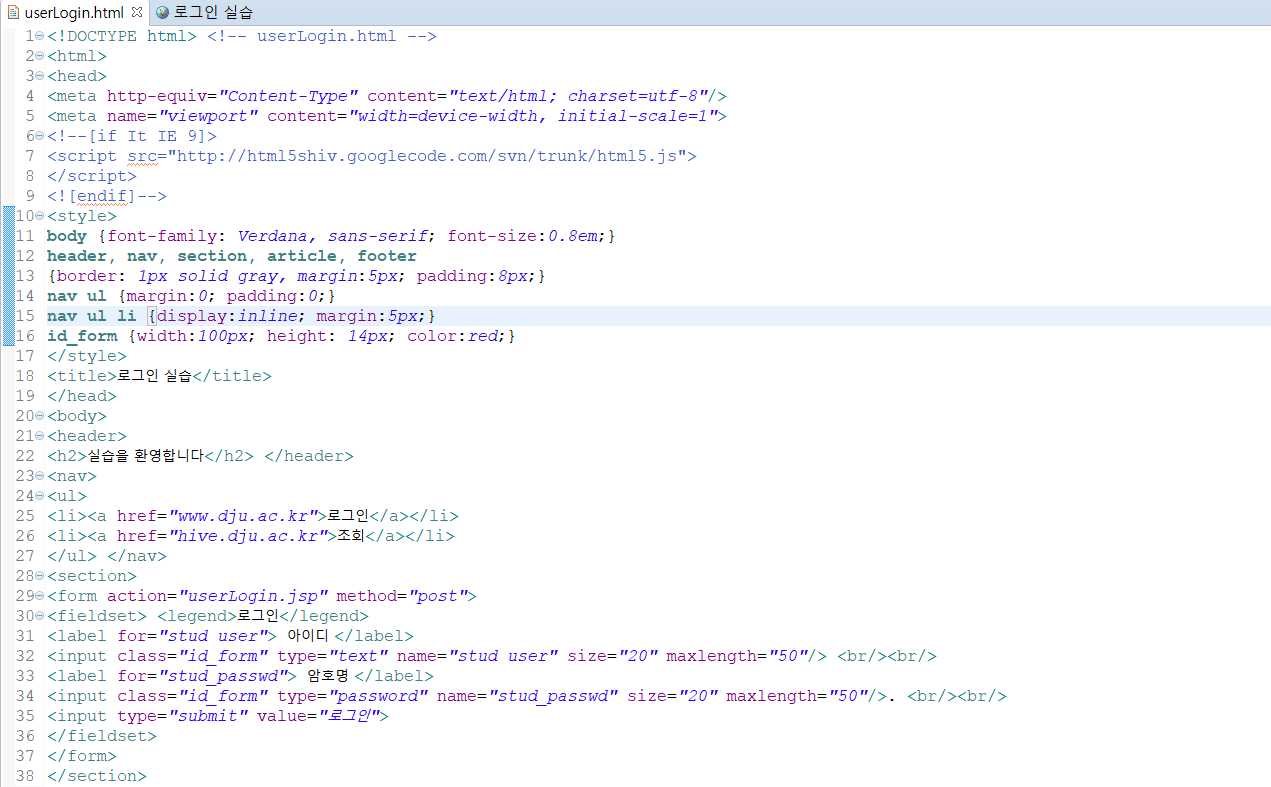 userLogin.html 로그인 실습
1 <!DOCTYPE html> <!-- userLogin.html -->
2 <html>
3 <head>
4 <meta http-equiv="Content-Type" content="text/html; charset=utf-8"/>
5 <meta name="viewport" content="width=device-width, initial-scale=1">
6 <!--[if It IE 9]>
7 <script src="http://html5shiv.googlecode.com/svn/trunk/html5.js">
8 </script>
9 <![endif]-->
10 <style>
11 body {font-family: Verdana, sans-serif; font-size:0.8em;}
12 header, nav, section, article, footer
13 {border: 1px solid gray, margin:5px; padding:8px;}
14 nav ul {margin:0; padding:0;}
15 nav ul li {display:inline; margin:5px;}
16 id_form {width:100px; height: 14px; color:red;}
17 </style>
18 <title>로그인 실습</title>
19 </head>
20 <body>
21 <header>
22 <h2>실습을 환영합니다</h2> </header>
23 <nav>
24 <ul>
25 <li><a href="www.dju.ac.kr">로그인</a></li>
26 <li><a href="hive.dju.ac.kr">조회</a></li>
27 </ul> </nav>
28 <section>
29 <form action="userLogin.jsp" method="post">
30 <fieldset> <legend>로그인</legend>
31 <label for="stud user"> 아이디 </label>
32 <input class="id_form" type="text" name="stud user" size="20" maxlength="50"/> <br/><br/>
33 <label for="stud_passwd"> 암호명 </label>
34 <input class="id_form" type="password" name="stud_passwd" size="20" maxlength="50"/>. <br/><br/>
35 <input type="submit" value="로그인">
36 </fieldset>
37 </form>
38 </section>